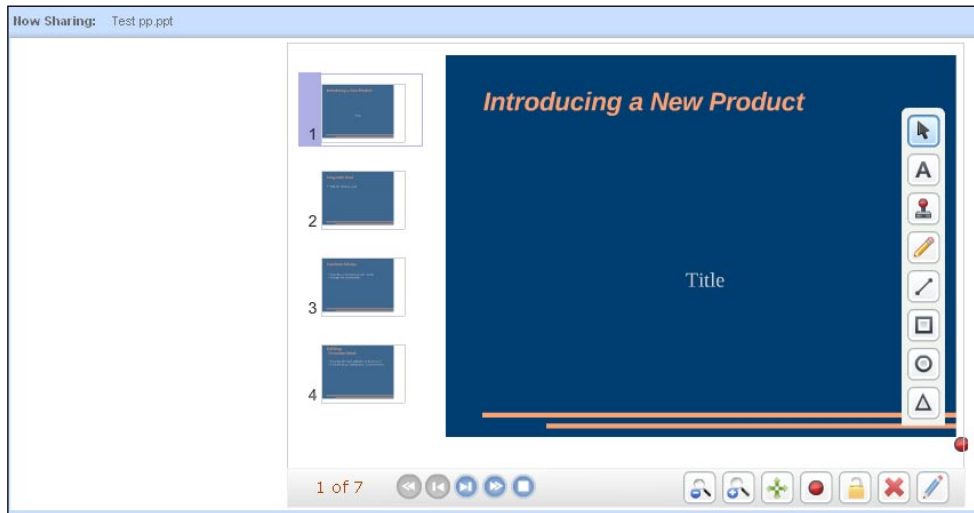 Now Sharing: Test pp.ppt
1
2
3
4
Introducing a New Product
Title
A
1 of 7